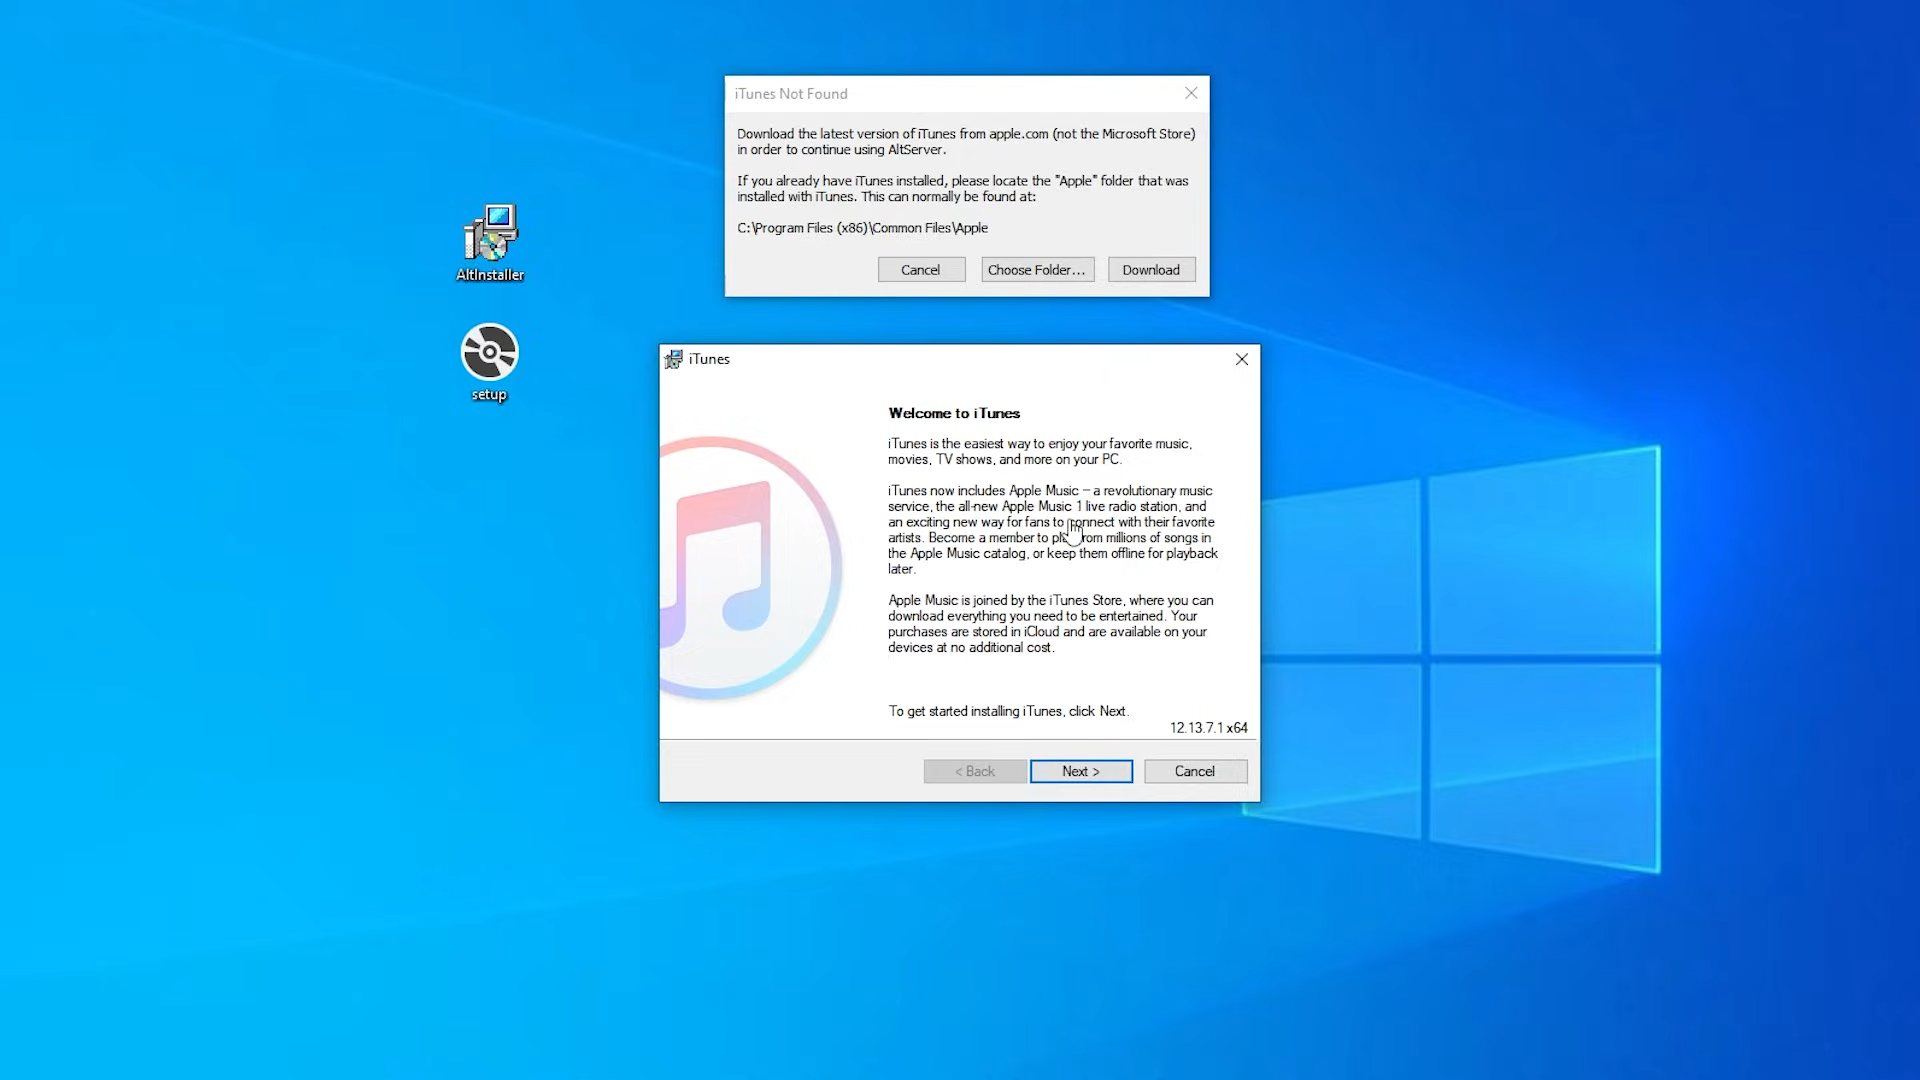 iTunes Not Found
Download the latest version of iTunes from apple.com (not the Microsoft Store)
in order to continue using AltServer.
If you already have iTunes installed, please locate the "Apple" folder that was
installed with iTunes. This can normally be found at:
C:\Program Files (x86)\Common Files\Apple
Cancel
Choose Folder...
Download
AltInstaller
setup
iTunes
Welcome to iTunes
iTunes is the easiest way to enjoy your favorite music,
movies, TV shows, and more on your PC.
iTunes now includes Apple Music – a revolutionary music
service, the all-new Apple Music 1 live radio station, and
an exciting new way for fans to connect with their favorite
artists. Become a member to play from millions of songs in
the Apple Music catalog, or keep them offline for playback
later.
Apple Music is joined by the iTunes Store, where you can
download everything you need to be entertained. Your
purchases are stored in iCloud and are available on your
devices at no additional cost.
To get started installing iTunes, click Next.
12.13.7.1 x64
< Back
Next >
Cancel